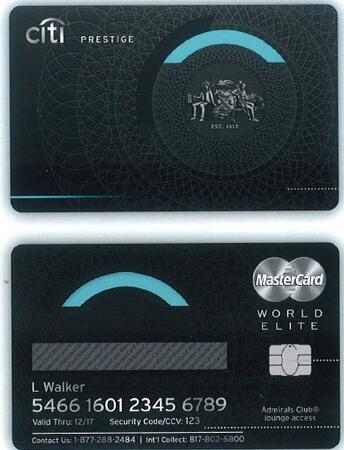 citi PRESTIGE
EST. 1812
MasterCard
WORLD
ELITE
L Walker
5466 1601 2345 6789
Valid Thru: 12/17 Security Code/CCV: 123
Admirals Club®
lounge access
Contact Us: 1-877-288-2484 | Int'l Collect: 817-802-6800